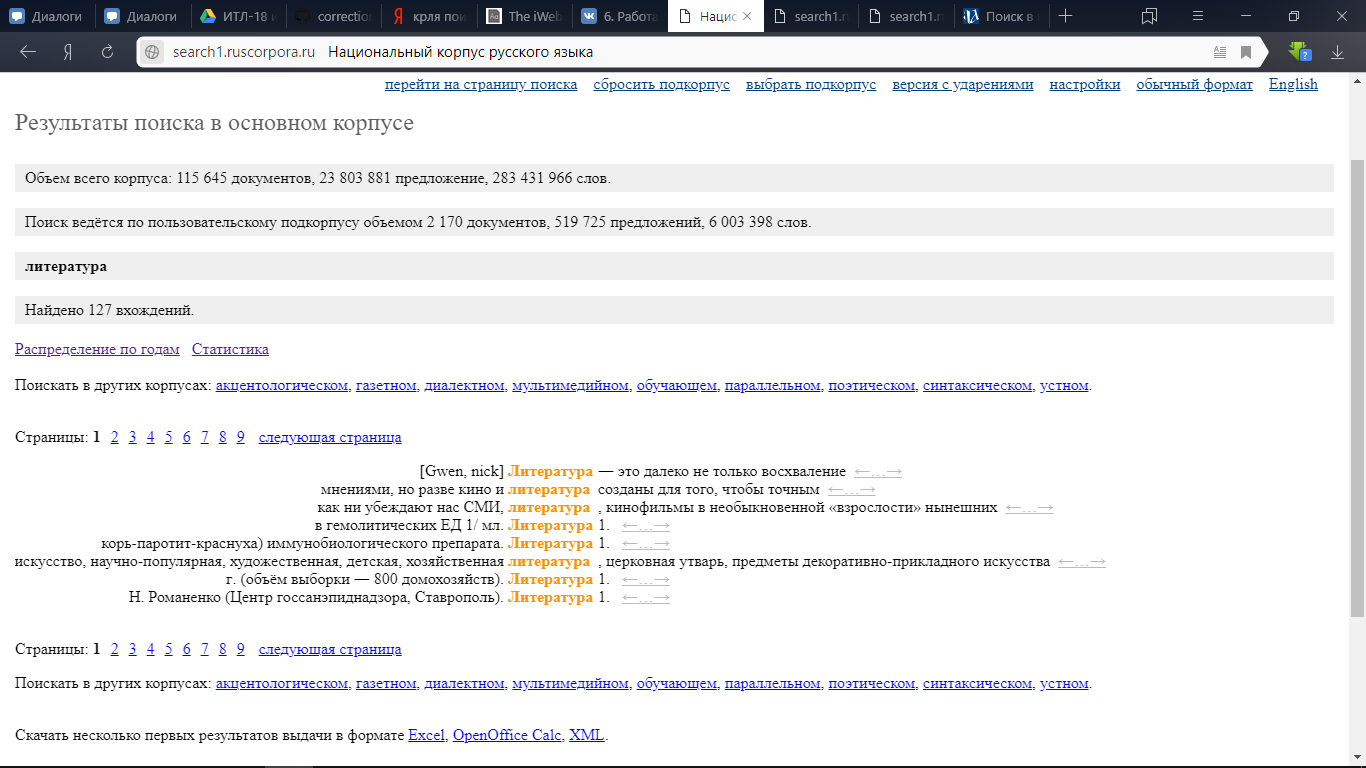 Диалоги Диалоги ИТЛ-18 и correction крля пои The iWeb 6. Работа Нацис search1.r search1.r Поиск в
search1.ruscorpora.ru Национальный корпус русского языка
перейти на страницу поиска сбросить подкорпус выбрать подкорпус версия с ударениями настройки обычный формат English
Результаты поиска в основном корпусе
Объем всего корпуса: 115 645 документов, 23 803 881 предложение, 283 431 966 слов.
Поиск ведётся по пользовательскому подкорпусу объемом 2 170 документов, 519 725 предложений, 6 003 398 слов.
литература
Найдено 127 вхождений.
Распределение по годам Статистика
Поискать в других корпусах: акцентологическом, газетном, диалектном, мультимедийном, обучающем, параллельном, поэтическом, синтаксическом, устном.
Страницы: 1 2 3 4 5 6 7 8 9 следующая страница
[Gwen, nick] Литература — это далеко не только восхваление ←…→
мнениями, но разве кино и литература созданы для того, чтобы точным ←…→
как ни убеждают нас СМИ, литература , кинофильмы в необыкновенной «взрослости» нынешних ←…→
в гемолитических ЕД 1/ мл. Литература 1. ←…→
корь-паротит-краснуха) иммунобиологического препарата. Литература 1. ←…→
искусство, научно-популярная, художественная, детская, хозяйственная литература , церковная утварь, предметы декоративно-прикладного искусства ←…→
г. (объём выборки — 800 домохозяйств). Литература 1. ←…→
Н. Романенко (Центр госсанэпиднадзора, Ставрополь). Литература 1. ←…→
Страницы: 1 2 3 4 5 6 7 8 9 следующая страница
Поискать в других корпусах: акцентологическом, газетном, диалектном, мультимедийном, обучающем, параллельном, поэтическом, синтаксическом, устном.
Скачать несколько первых результатов выдачи в формате Excel, OpenOffice Calc, XML.